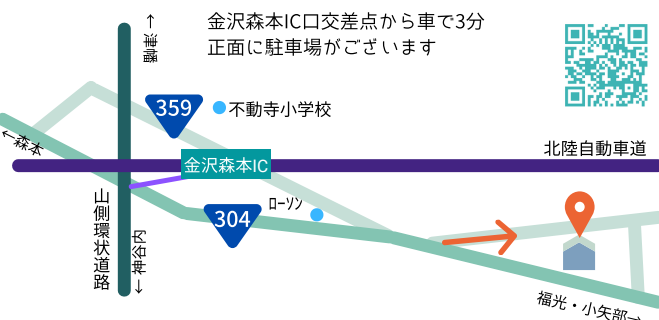 金沢森本IC口交差点から車で3分
正面に駐車場がございます
359
不動寺小学校
←森本
金沢森本IC
北陸自動車道
山側環状道路
←神谷内
304
ローソン
福光・小矢部→